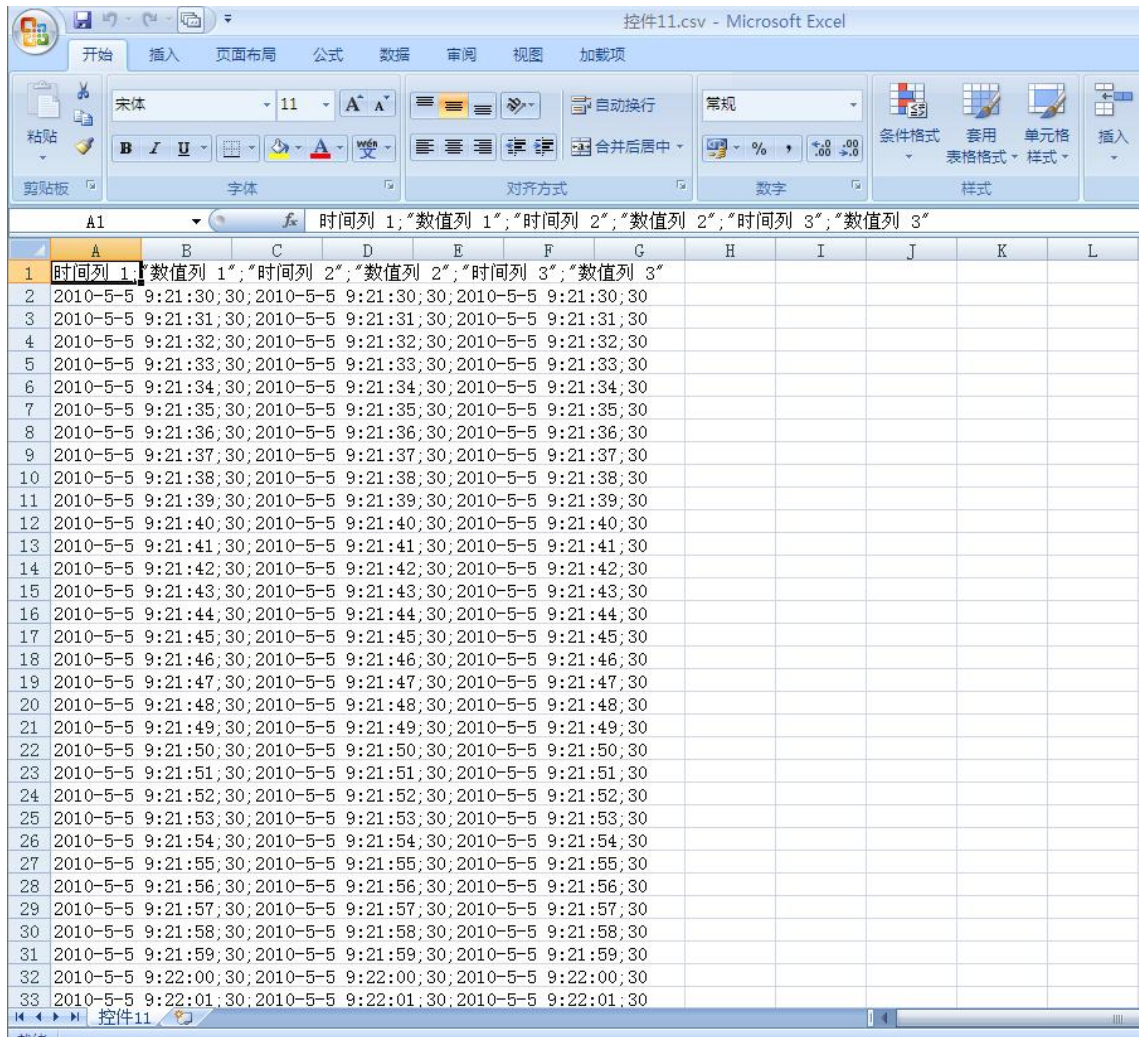 控件11.csv - Microsoft Excel
开始 插入 页面布局 公式 数据 审阅 视图 加载项
宋体 11 A A 自动换行 常规
粘贴 B I U A wén 变 合并后居中 % , .00 .00 条件格式 套用 表格格式 单元格 样式 插入
剪贴板 字体 对齐方式 数字 样式
A1 fx 时间列 1;"数值列 1";"时间列 2";"数值列 2";"时间列 3";"数值列 3"
A B C D E F G H I J K L
1 时间列 1;"数值列 1";"时间列 2";"数值列 2";"时间列 3";"数值列 3"
2 2010-5-5 9:21:30;30;2010-5-5 9:21:30;30;2010-5-5 9:21:30;30
3 2010-5-5 9:21:31;30;2010-5-5 9:21:31;30;2010-5-5 9:21:31;30
4 2010-5-5 9:21:32;30;2010-5-5 9:21:32;30;2010-5-5 9:21:32;30
5 2010-5-5 9:21:33;30;2010-5-5 9:21:33;30;2010-5-5 9:21:33;30
6 2010-5-5 9:21:34;30;2010-5-5 9:21:34;30;2010-5-5 9:21:34;30
7 2010-5-5 9:21:35;30;2010-5-5 9:21:35;30;2010-5-5 9:21:35;30
8 2010-5-5 9:21:36;30;2010-5-5 9:21:36;30;2010-5-5 9:21:36;30
9 2010-5-5 9:21:37;30;2010-5-5 9:21:37;30;2010-5-5 9:21:37;30
10 2010-5-5 9:21:38;30;2010-5-5 9:21:38;30;2010-5-5 9:21:38;30
11 2010-5-5 9:21:39;30;2010-5-5 9:21:39;30;2010-5-5 9:21:39;30
12 2010-5-5 9:21:40;30;2010-5-5 9:21:40;30;2010-5-5 9:21:40;30
13 2010-5-5 9:21:41;30;2010-5-5 9:21:41;30;2010-5-5 9:21:41;30
14 2010-5-5 9:21:42;30;2010-5-5 9:21:42;30;2010-5-5 9:21:42;30
15 2010-5-5 9:21:43;30;2010-5-5 9:21:43;30;2010-5-5 9:21:43;30
16 2010-5-5 9:21:44;30;2010-5-5 9:21:44;30;2010-5-5 9:21:44;30
17 2010-5-5 9:21:45;30;2010-5-5 9:21:45;30;2010-5-5 9:21:45;30
18 2010-5-5 9:21:46;30;2010-5-5 9:21:46;30;2010-5-5 9:21:46;30
19 2010-5-5 9:21:47;30;2010-5-5 9:21:47;30;2010-5-5 9:21:47;30
20 2010-5-5 9:21:48;30;2010-5-5 9:21:48;30;2010-5-5 9:21:48;30
21 2010-5-5 9:21:49;30;2010-5-5 9:21:49;30;2010-5-5 9:21:49;30
22 2010-5-5 9:21:50;30;2010-5-5 9:21:50;30;2010-5-5 9:21:50;30
23 2010-5-5 9:21:51;30;2010-5-5 9:21:51;30;2010-5-5 9:21:51;30
24 2010-5-5 9:21:52;30;2010-5-5 9:21:52;30;2010-5-5 9:21:52;30
25 2010-5-5 9:21:53;30;2010-5-5 9:21:53;30;2010-5-5 9:21:53;30
26 2010-5-5 9:21:54;30;2010-5-5 9:21:54;30;2010-5-5 9:21:54;30
27 2010-5-5 9:21:55;30;2010-5-5 9:21:55;30;2010-5-5 9:21:55;30
28 2010-5-5 9:21:56;30;2010-5-5 9:21:56;30;2010-5-5 9:21:56;30
29 2010-5-5 9:21:57;30;2010-5-5 9:21:57;30;2010-5-5 9:21:57;30
30 2010-5-5 9:21:58;30;2010-5-5 9:21:58;30;2010-5-5 9:21:58;30
31 2010-5-5 9:21:59;30;2010-5-5 9:21:59;30;2010-5-5 9:21:59;30
32 2010-5-5 9:22:00;30;2010-5-5 9:22:00;30;2010-5-5 9:22:00;30
33 2010-5-5 9:22:01;30;2010-5-5 9:22:01;30;2010-5-5 9:22:01;30
控件11